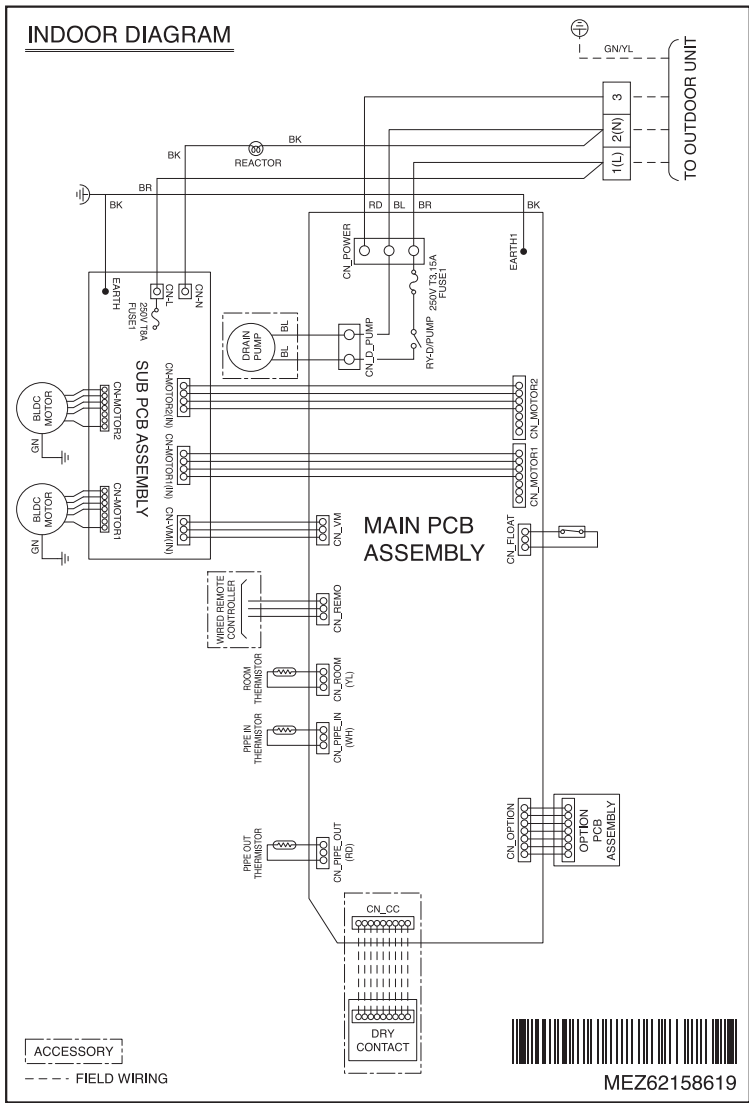 INDOOR DIAGRAM
GN/YL
TO OUTDOOR UNIT
3
2(N)
1(L)
BK
REACTOR
BK
BR
BK
RD
BL
BR
BK
CN_POWER
250V T3,15A
FUSE1
EARTH1
EARTH
CN-L
CN-N
250V T8A
FUSE1
DRAIN
PUMP
BL
BL
CN_D_PUMP
RY-D/PUMP
SUB PCB ASSEMBLY
BLDC
MOTOR
GN
CN-MOTOR2
CN-MOTOR2(IN)
CN_MOTOR2
BLDC
MOTOR
GN
CN-MOTOR1
CN-MOTOR1(IN)
CN_MOTOR1
CN-VM(IN)
CN_VM
MAIN PCB
ASSEMBLY
CN_FLOAT
WIRED REMOTE
CONTROLLER
CN_REMO
ROOM
THERMISTOR
CN_ROOM
(YL)
PIPE IN
THERMISTOR
CN_PIPE_IN
(WH)
PIPE OUT
THERMISTOR
CN_PIPE_OUT
(RD)
CN_OPTION
OPTION
PCB
ASSEMBLY
CN_CC
DRY
CONTACT
ACCESSORY
FIELD WIRING
MEZ62158619